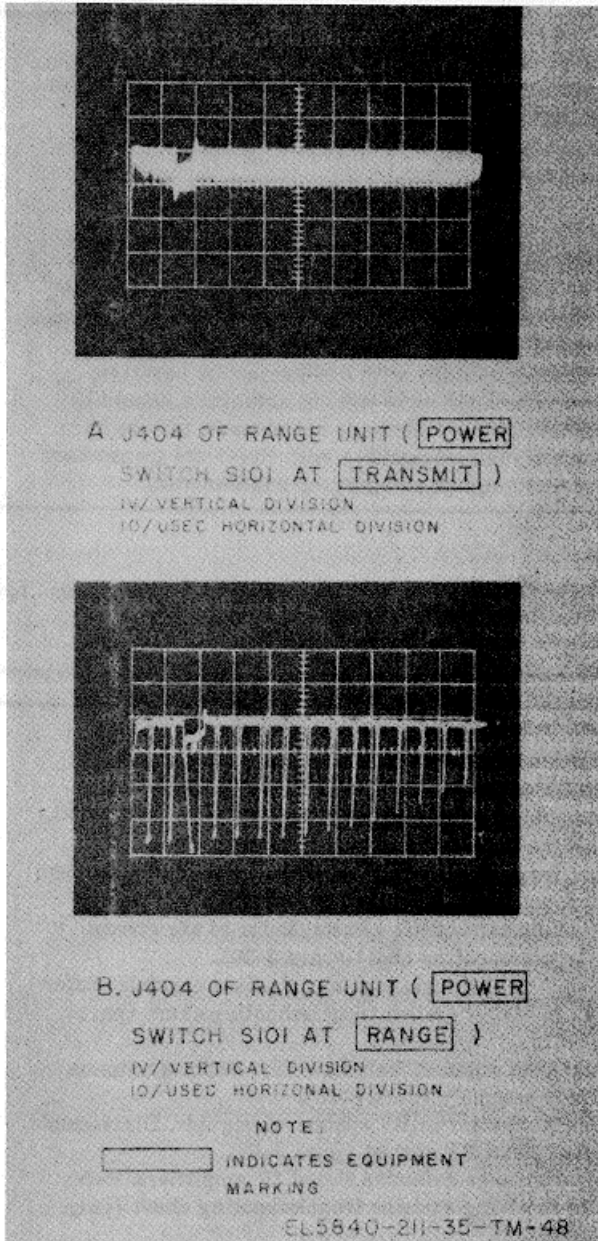 A J404 OF RANGE UNIT ( POWER
SWITCH S101 AT TRANSMIT )
IV/VERTICAL DIVISION
10/USEC HORIZONTAL DIVISION
B. J404 OF RANGE UNIT ( POWER
SWITCH S101 AT RANGE )
IV/VERTICAL DIVISION
10/USEC HORIZONAL DIVISION
NOTE:
INDICATES EQUIPMENT
MARKING
EL5840-211-35-TM-48